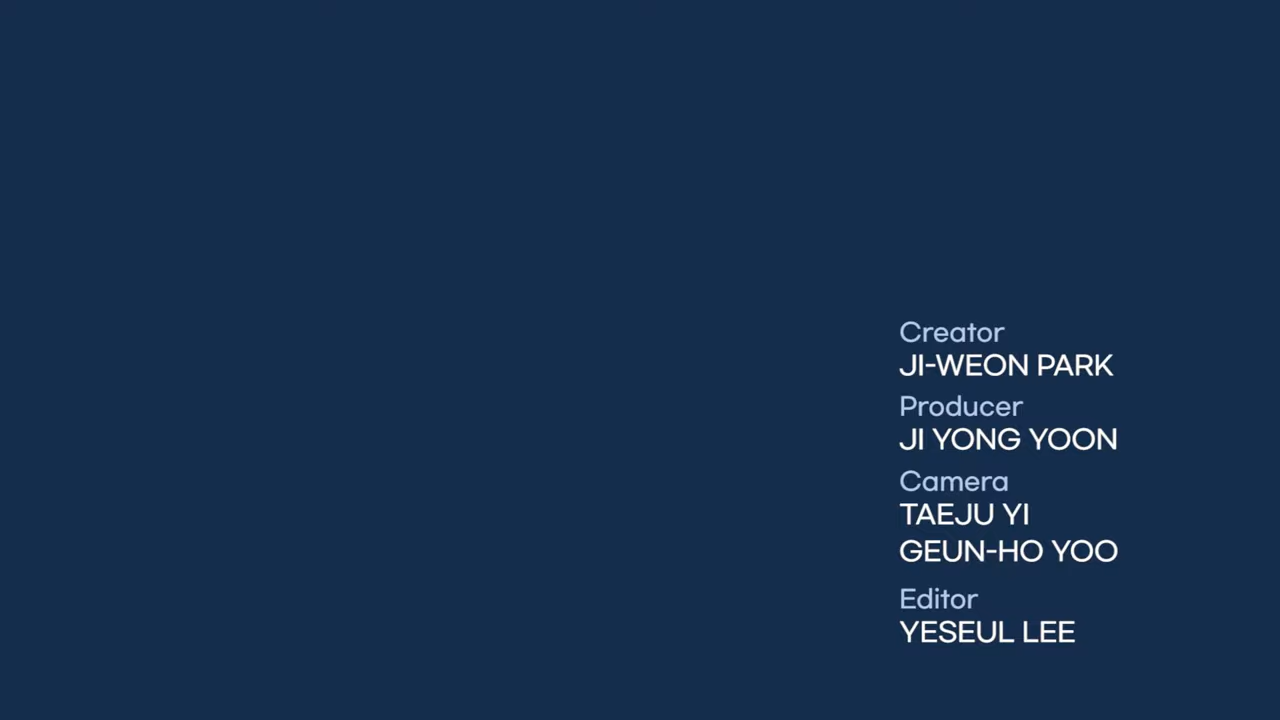 Creator
JI-WEON PARK
Producer
JI YONG YOON
Camera
TAEJU YI
GEUN-HO YOO
Editor
YESEUL LEE